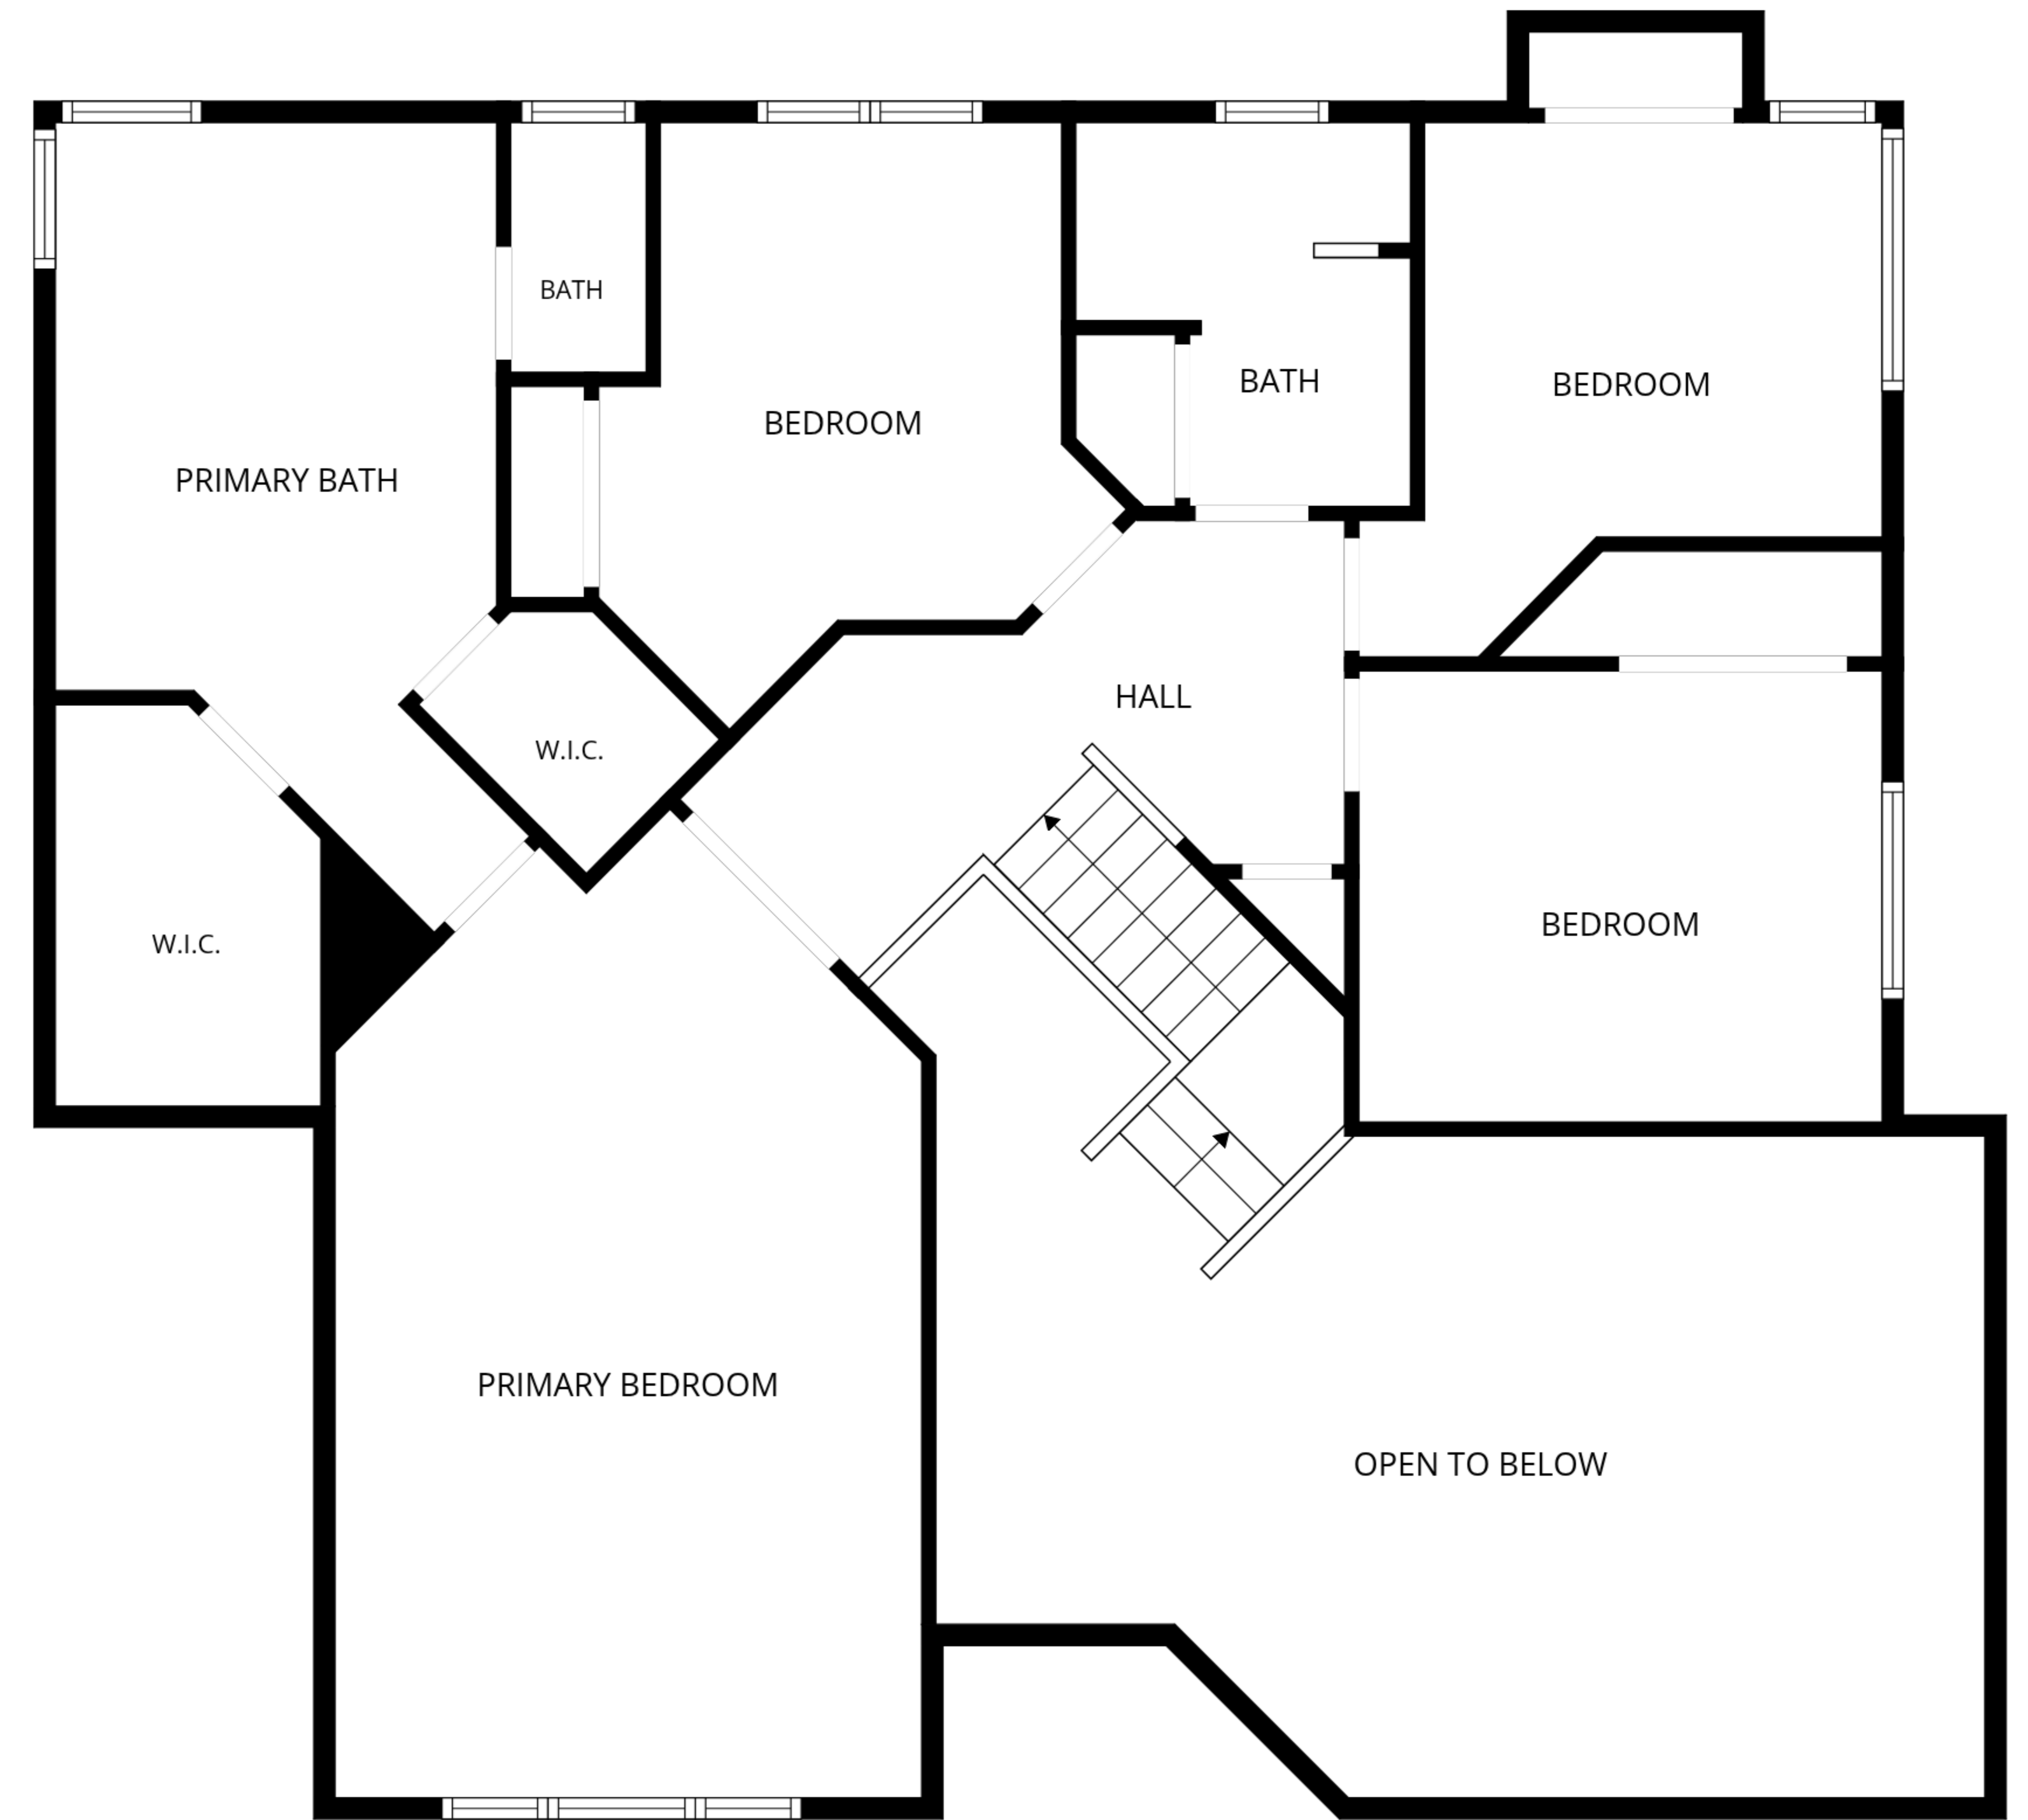 BATH
BATH
BEDROOM
BEDROOM
PRIMARY BATH
HALL
W.I.C.
W.I.C.
BEDROOM
PRIMARY BEDROOM
OPEN TO BELOW